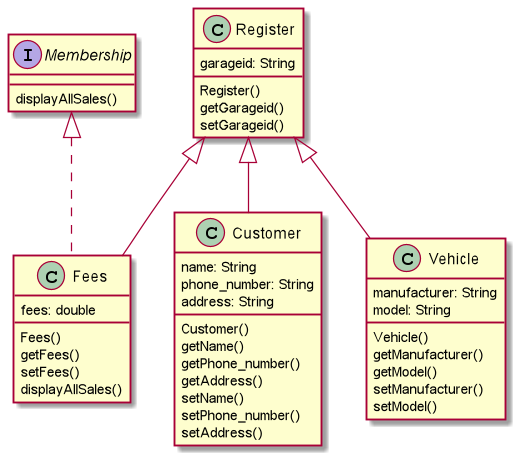 I Membership
displayAllSales()
C Register
garageid: String
Register()
getGarageid()
setGarageid()
C Fees
fees: double
Fees()
getFees()
setFees()
displayAllSales()
C Customer
name: String
phone_number: String
address: String
Customer()
getName()
getPhone_number()
getAddress()
setName()
setPhone_number()
setAddress()
C Vehicle
manufacturer: String
model: String
Vehicle()
getManufacturer()
getModel()
setManufacturer()
setModel()